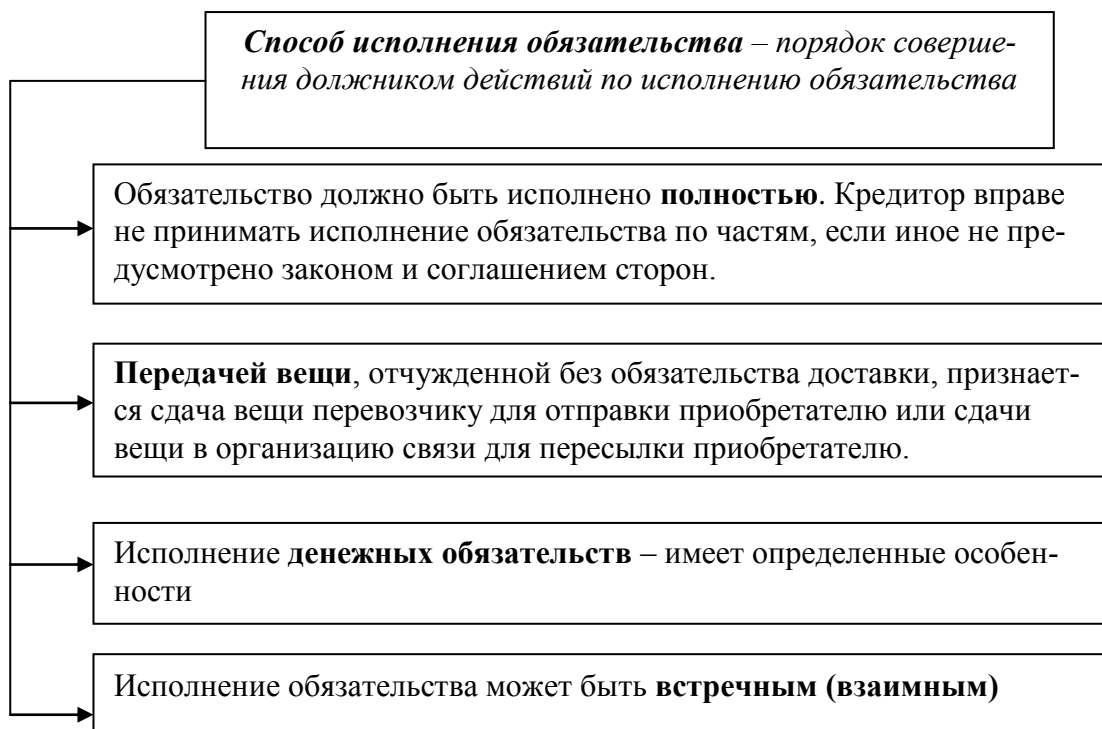 Способ исполнения обязательства – порядок соверше-
ния должником действий по исполнению обязательства
Обязательство должно быть исполнено полностью. Кредитор вправе
не принимать исполнение обязательства по частям, если иное не пре-
дусмотрено законом и соглашением сторон.
Передачей вещи, отчужденной без обязательства доставки, признает-
ся сдача вещи перевозчику для отправки приобретателю или сдачи
вещи в организацию связи для пересылки приобретателю.
Исполнение денежных обязательств – имеет определенные особен-
ности
Исполнение обязательства может быть встречным (взаимным)